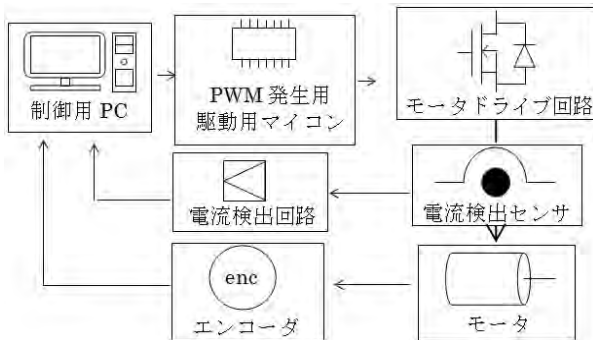 制御用 PC
PWM 発生用
駆動用マイコン
モータドライブ回路
電流検出回路
電流検出センサ
enc
エンコーダ
モータ